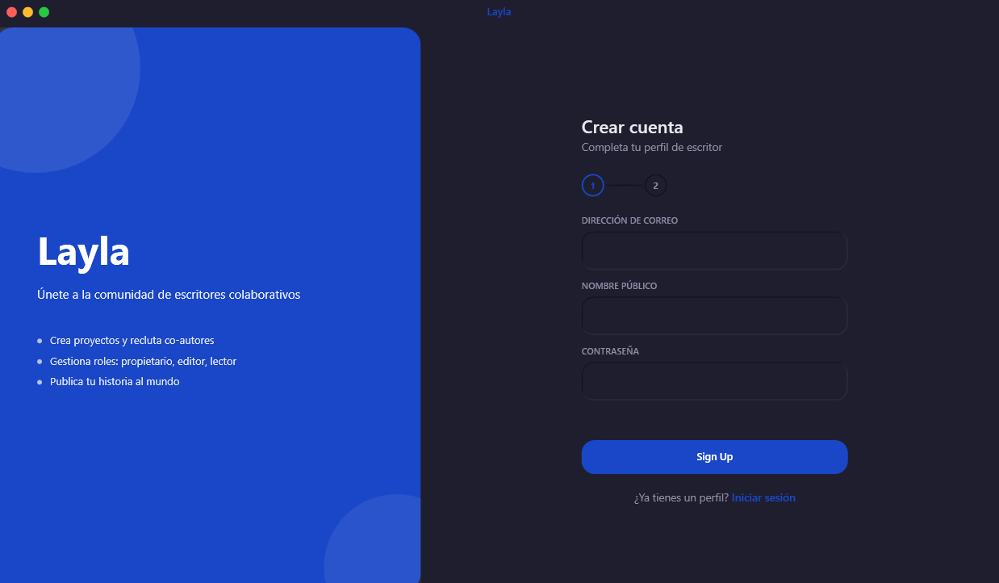 Layla
Layla
Únete a la comunidad de escritores colaborativos
Crea proyectos y recluta co-autores
Gestiona roles: propietario, editor, lector
Publica tu historia al mundo
Crear cuenta
Completa tu perfil de escritor
1 2
DIRECCIÓN DE CORREO
NOMBRE PÚBLICO
CONTRASEÑA
Sign Up
¿Ya tienes un perfil? Iniciar sesión